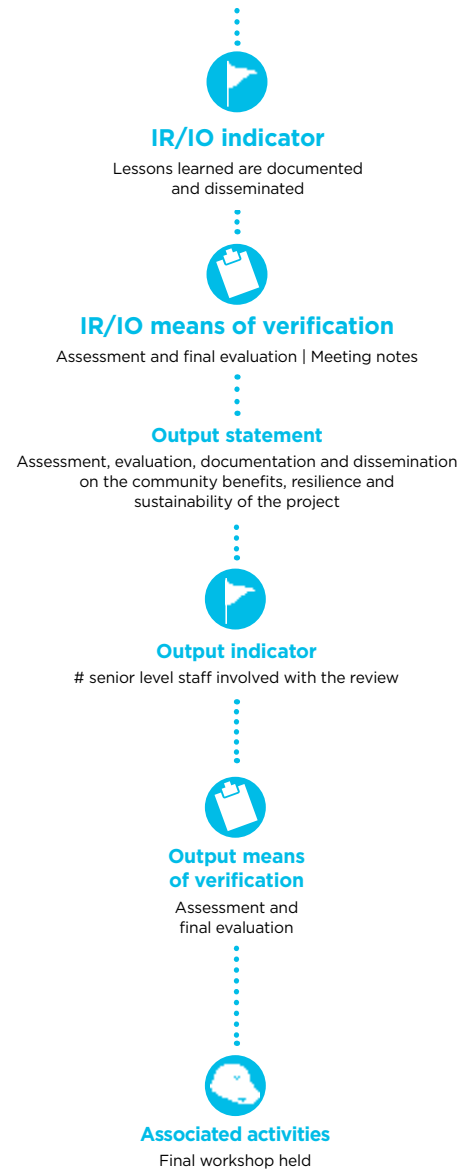 IR/IO indicator
Lessons learned are documented
and disseminated
IR/IO means of verification
Assessment and final evaluation | Meeting notes
Output statement
Assessment, evaluation, documentation and dissemination
on the community benefits, resilience and
sustainability of the project
Output indicator
# senior level staff involved with the review
Output means
of verification
Assessment and
final evaluation
Associated activities
Final workshop held